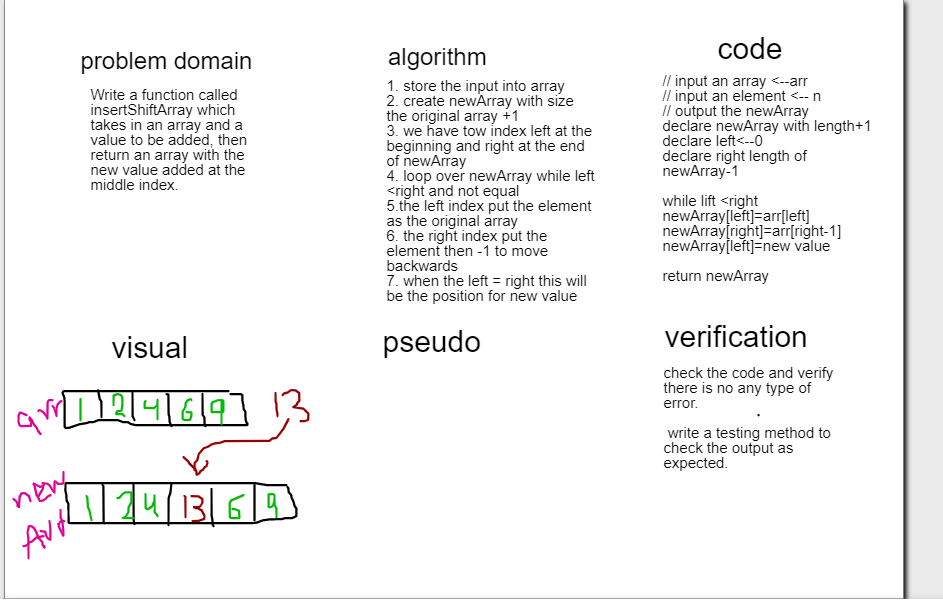 problem domain
Write a function called
insertShiftArray which
takes in an array and a
value to be added, then
return an array with the
new value added at the
middle index.
algorithm
1. store the input into array
2. create newArray with size
the original array +1
3. we have tow index left at the
beginning and right at the end
of newArray
4. loop over newArray while left
<right and not equal
5.the left index put the element
as the original array
6. the right index put the
element then -1 to move
backwards
7. when the left = right this will
be the position for new value
code
// input an array <--arr
// input an element <-- n
// output the newArray
declare newArray with length+1
declare left<--0
declare right length of
newArray-1
while lift <right
newArray[left]=arr[left]
newArray[right]=arr[right-1]
newArray[left]=new value
return newArray
visual
arr 1 2 4 6 9 13
new
Arr
1 2 4 13 6 9
pseudo
verification
check the code and verify
there is no any type of
error.
write a testing method to
check the output as
expected.